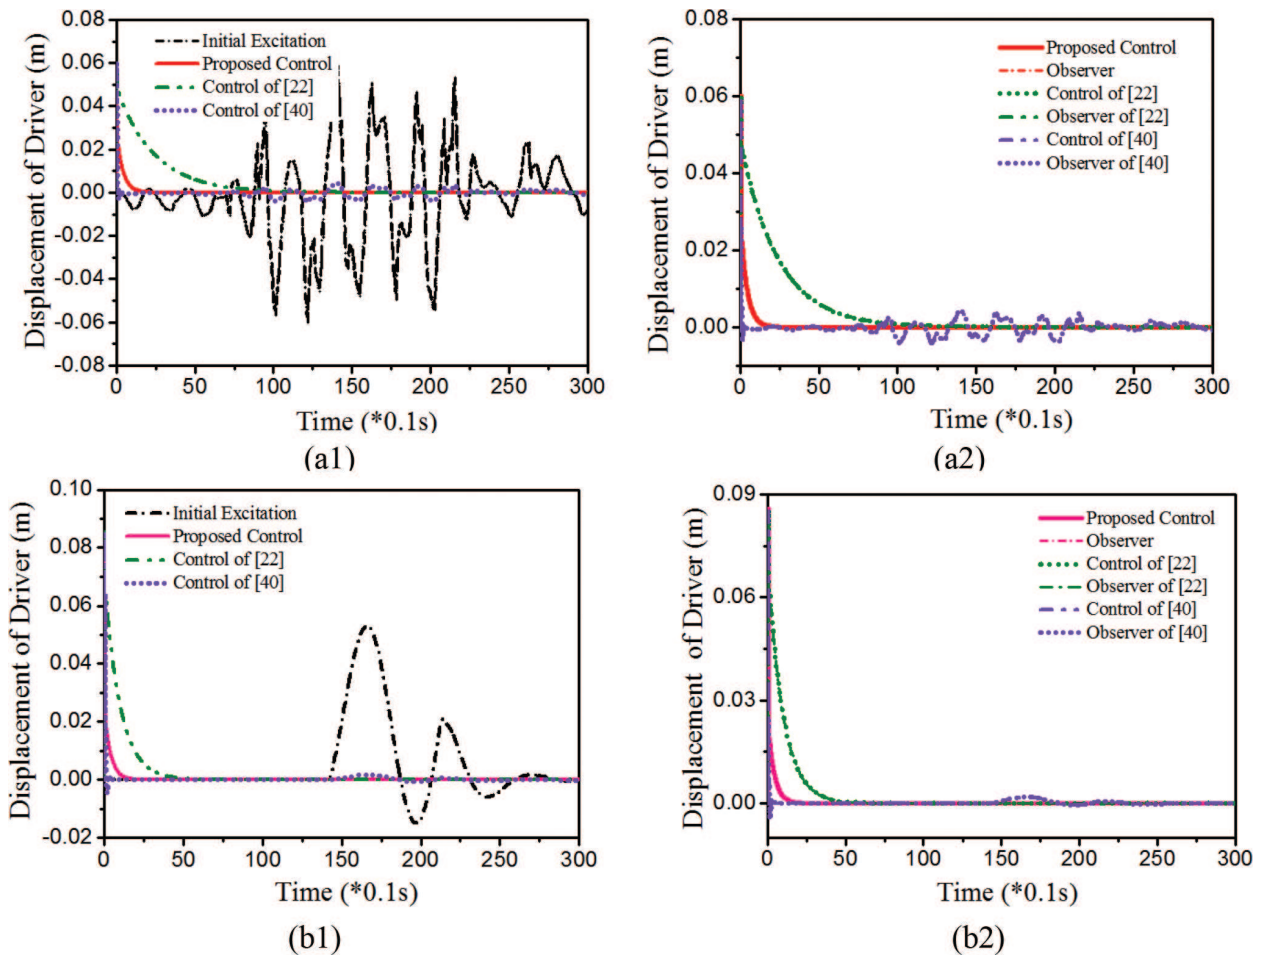 Displacement of Driver (m)
0.08
0.06
0.04
0.02
0.00
-0.02
-0.04
-0.06
-0.08
Initial Excitation
Proposed Control
Control of [22]
Control of [40]
0 50 100 150 200 250 300
Time (*0.1s)
(a1)
Displacement of Driver (m)
0.08
0.06
0.04
0.02
0.00
Proposed Control
Observer
Control of [22]
Observer of [22]
Control of [40]
Observer of [40]
0 50 100 150 200 250 300
Time (*0.1s)
(a2)
Displacement of Driver (m)
0.10
0.08
0.06
0.04
0.02
0.00
-0.02
Initial Excitation
Proposed Control
Control of [22]
Control of [40]
0 50 100 150 200 250 300
Time (*0.1s)
(b1)
Displacement of Driver (m)
0.09
0.06
0.03
0.00
Proposed Control
Observer
Control of [22]
Observer of [22]
Control of [40]
Observer of [40]
0 50 100 150 200 250 300
Time (*0.1s)
(b2)